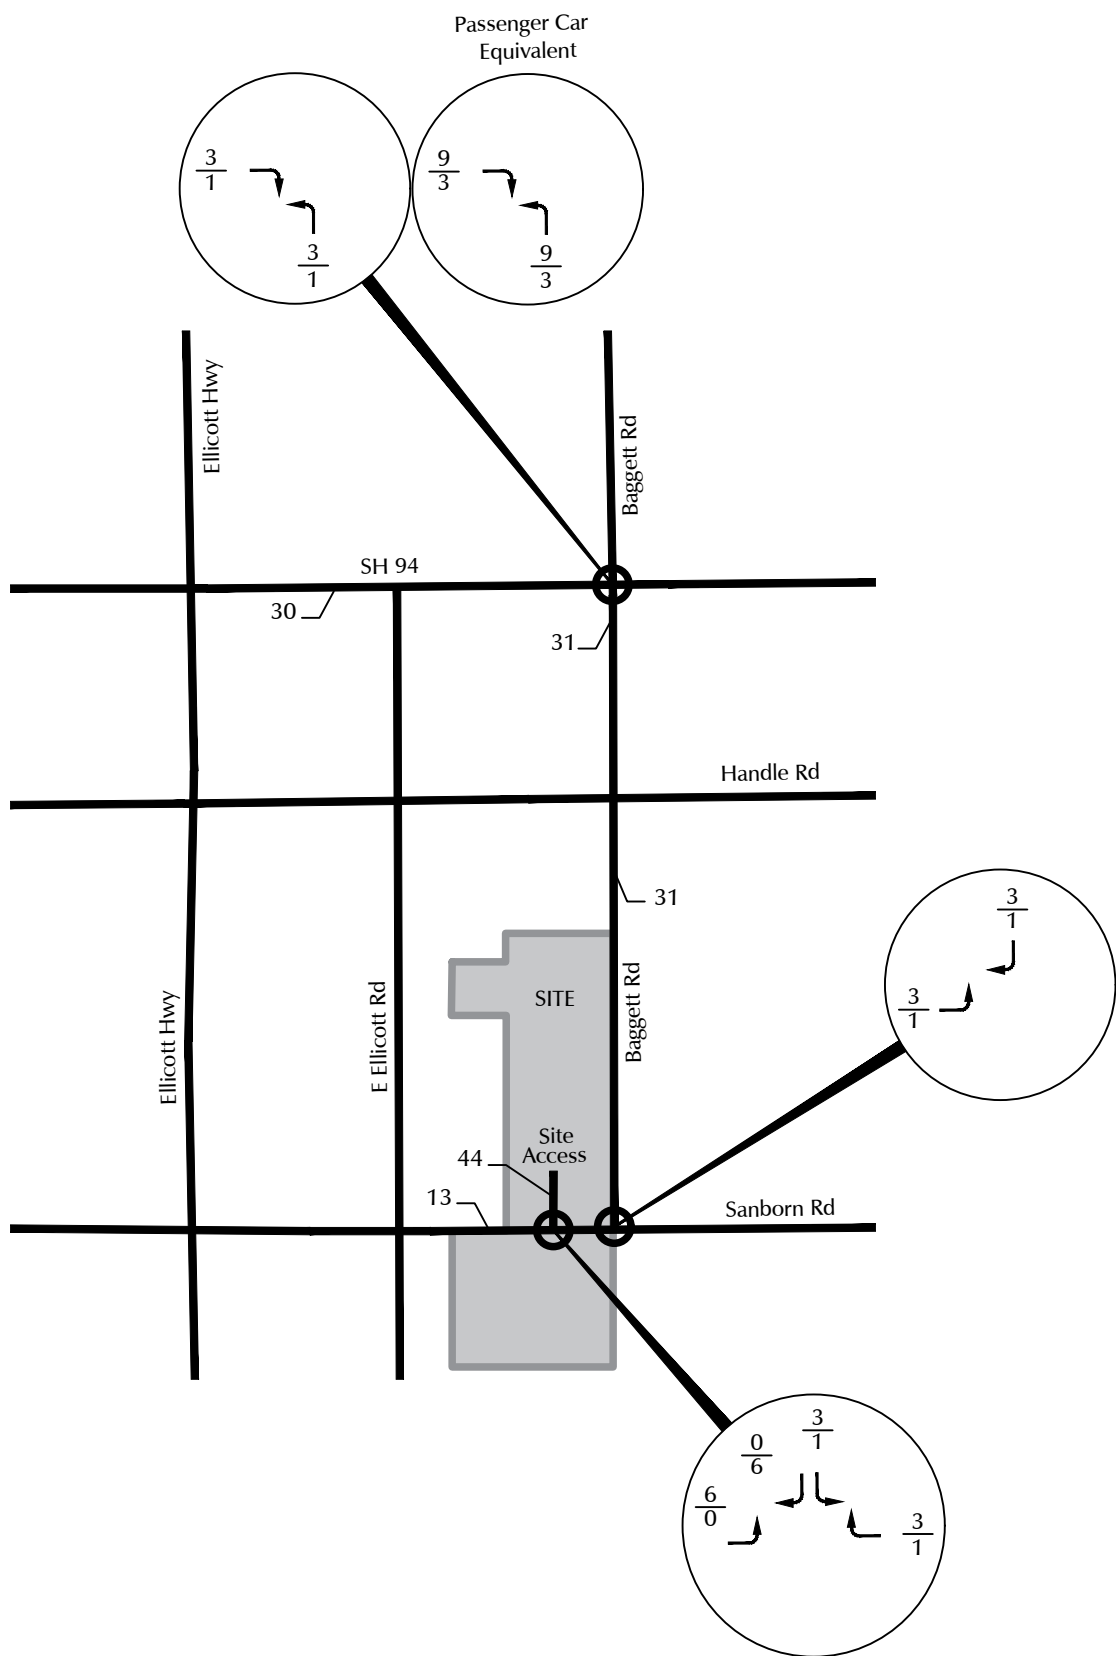 Passenger Car
Equivalent
3
1
3
1
9
3
9
3
Ellicott Hwy
Baggett Rd
SH 94
30
31
Handle Rd
31
3
1
3
1
SITE
Baggett Rd
E Ellicott Rd
Ellicott Hwy
Site
Access
44
13
Sanborn Rd
3
1
0
6
6
0
3
1